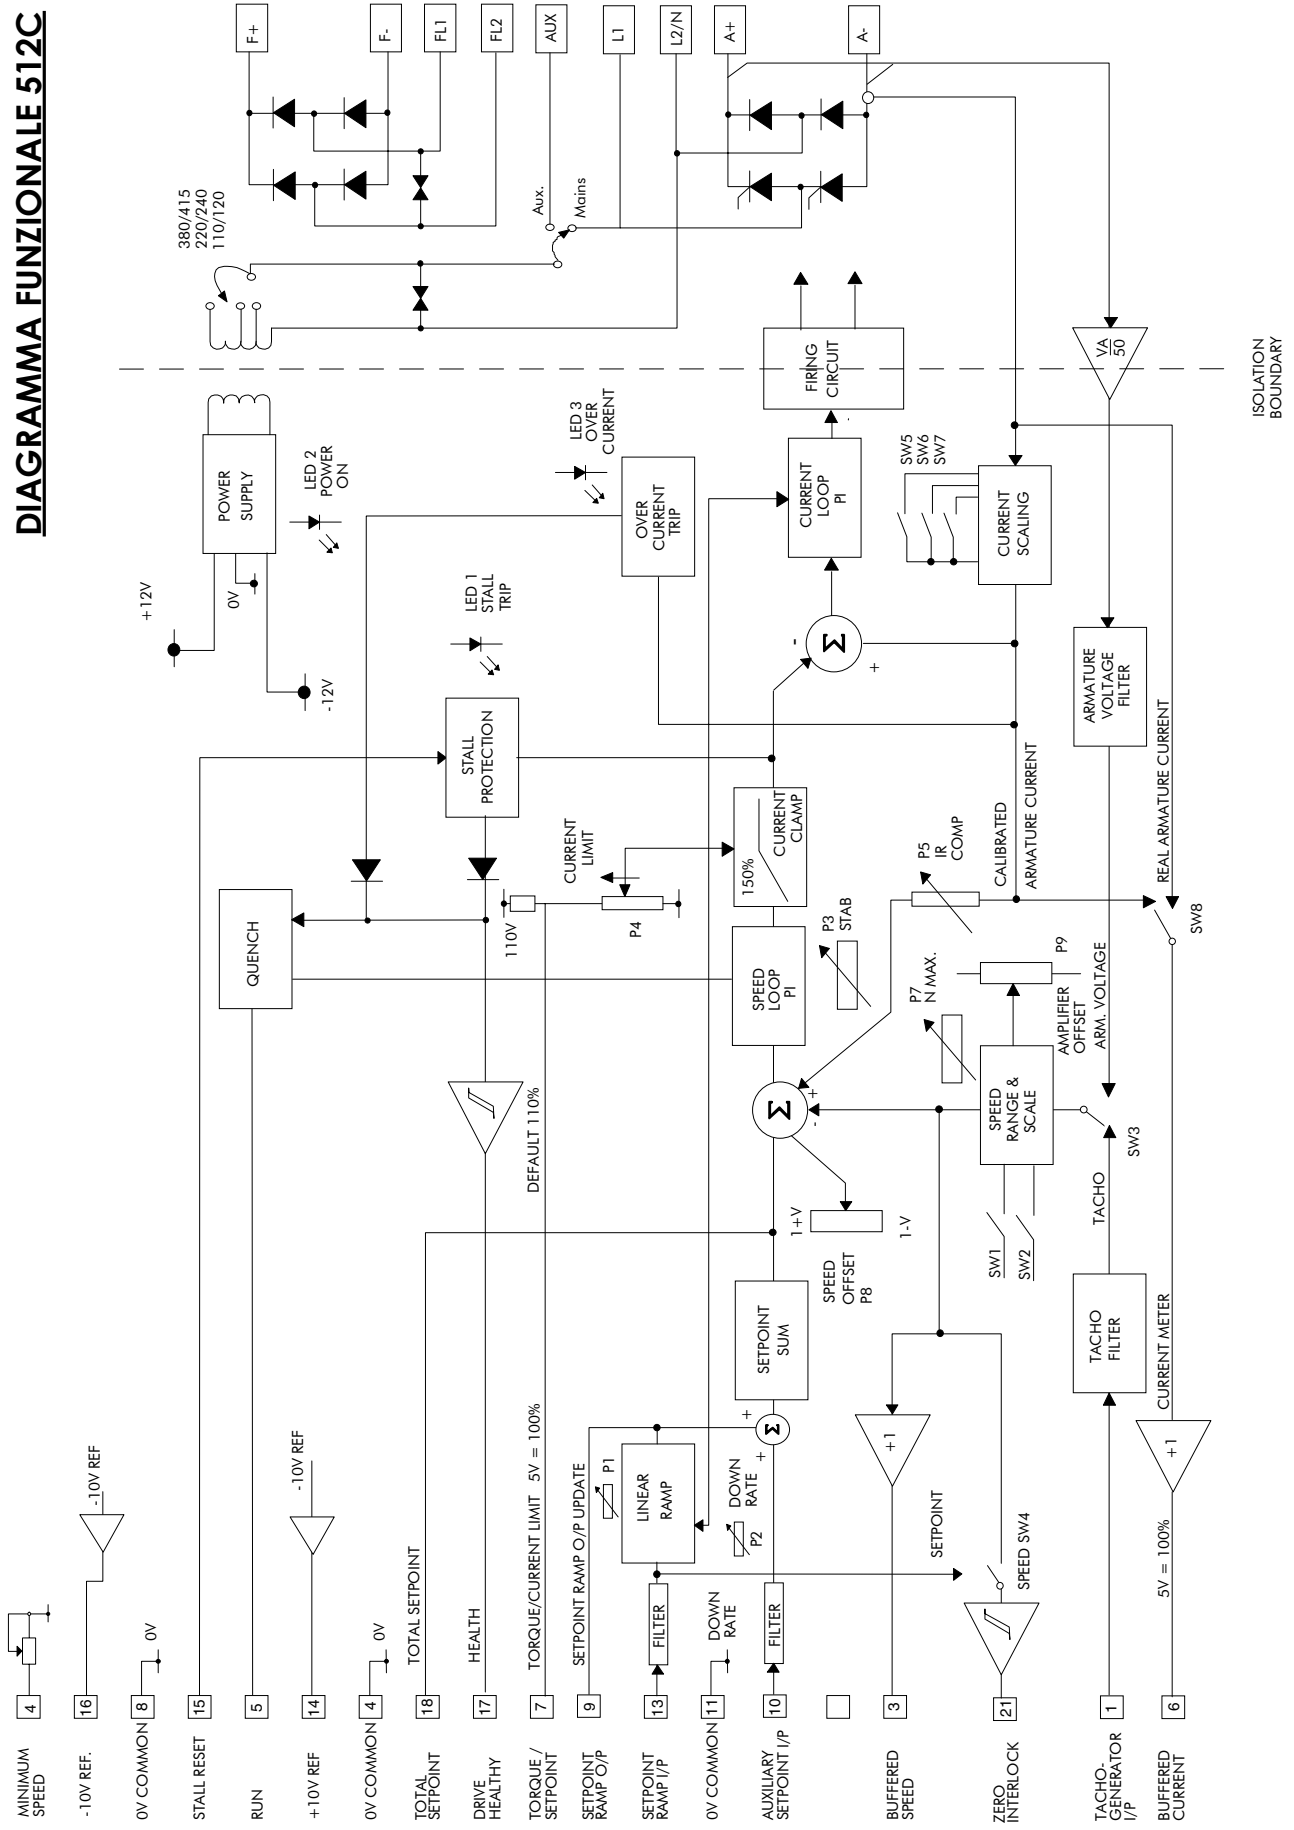 DIAGRAMMA FUNZIONALE 512C
F+
F-
FL1
FL2
AUX
L1
L2/N
A+
A-
380/415
220/240
110/120
Aux.
Mains
ISOLATION
BOUNDARY
POWER
SUPPLY
+12V
0V
-12V
LED 2
POWER
ON
LED 1
STALL
TRIP
LED 3
OVER
CURRENT
OVER
CURRENT
TRIP
FIRING
CIRCUIT
CURRENT
LOOP
PI
VA
50
SW5
SW6
SW7
CURRENT
SCALING
Σ
-
+
ARMATURE
VOLTAGE
FILTER
STALL
PROTECTION
QUENCH
CURRENT
LIMIT
110V
P4
150%
CURRENT
CLAMP
SPEED
LOOP
PI
P3
STAB
P5
IR
COMP
CALIBRATED
ARMATURE CURRENT
REAL ARMATURE CURRENT
SW8
P7
N MAX.
P9
AMPLIFIER
OFFSET
ARM. VOLTAGE
SPEED
RANGE &
SCALE
SW3
SW1
SW2
Σ
+
-
1+V
1-V
SPEED
OFFSET
P8
DEFAULT 110%
TACHO
TACHO
FILTER
SETPOINT
SUM
Σ
+
+
CURRENT METER
+1
+1
5V = 100%
-10V REF
-10V REF
0V
0V
TOTAL SETPOINT
HEALTH
TORQUE/CURRENT LIMIT 5V = 100%
SETPOINT RAMP O/P UPDATE
P1
LINEAR
RAMP
DOWN
RATE
P2
FILTER
DOWN
RATE
FILTER
SETPOINT
SPEED SW4
MINIMUM
SPEED
4
-10V REF.
16
0V COMMON
8
STALL RESET
15
RUN
5
+10V REF
14
0V COMMON
4
TOTAL
SETPOINT
18
DRIVE
HEALTHY
17
TORQUE /
SETPOINT
7
SETPOINT
RAMP O/P
9
SETPOINT
RAMP I/P
13
0V COMMON
11
AUXILIARY
SETPOINT I/P
10
BUFFERED
SPEED
3
ZERO
INTERLOCK
21
TACHO-
GENERATOR
I/P
1
BUFFERED
CURRENT
6